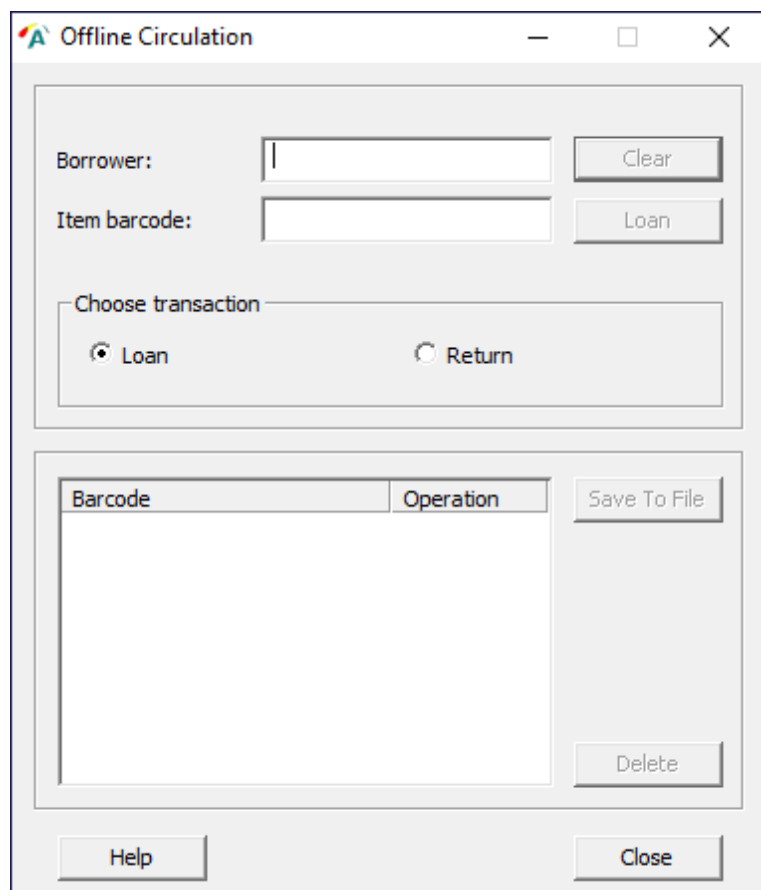 Offline Circulation
Borrower:
Clear
Item barcode:
Loan
Choose transaction
Loan Return
Barcode Operation
Save To File
Delete
Help Close